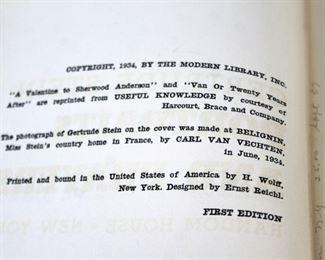 COPYRIGHT, 1934, BY THE MODERN LIBRARY, INC.
"A Valentine to Sherwood Anderson" and "Van Or Twenty Years
After" are reprinted from USEFUL KNOWLEDGE by courtesy of
Harcourt, Brace and Company.
The photograph of Gertrude Stein on the cover was made at BELIGNIN,
Miss Stein's country home in France, by CARL VAN VECHTEN,
in June, 1934.
Printed and bound in the United States of America by H. Wolff,
New York. Designed by Ernst Reichl.
FIRST EDITION